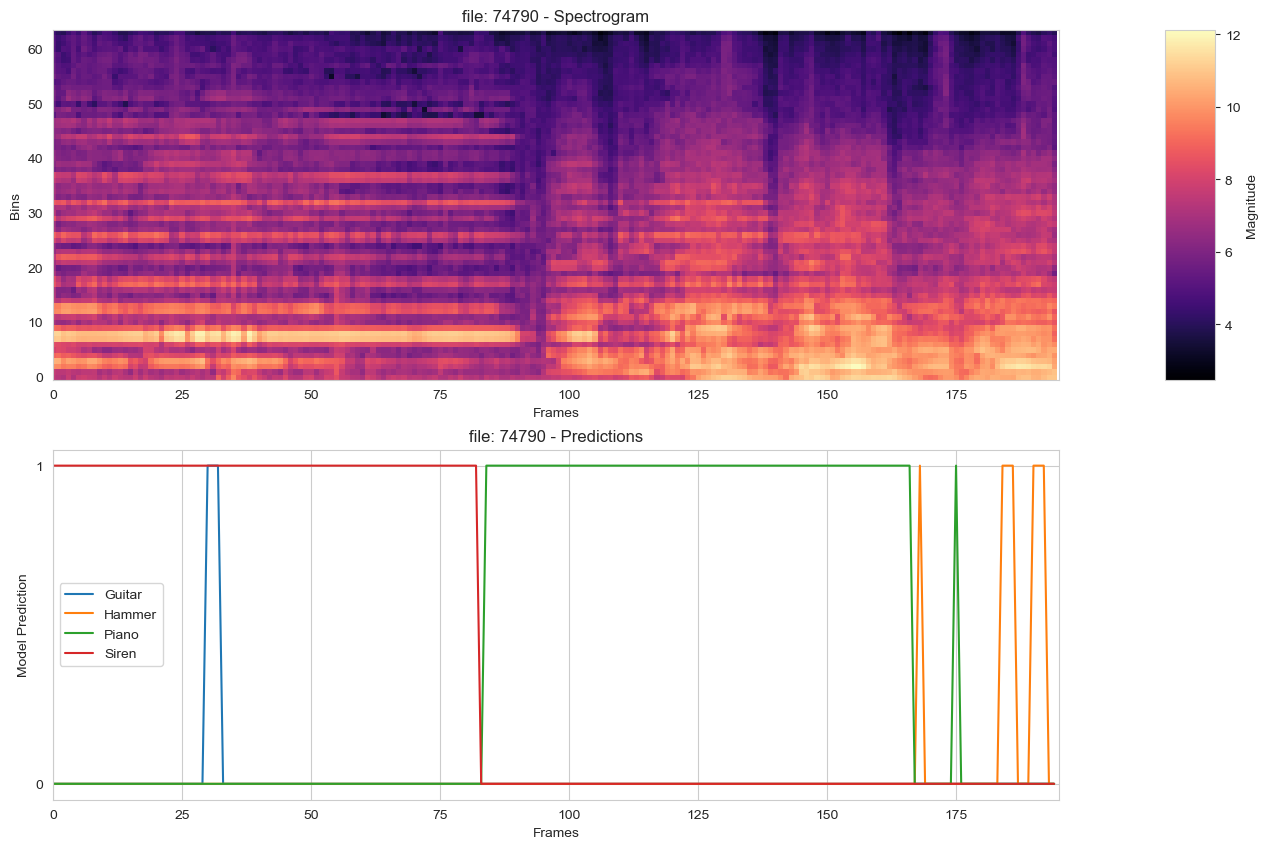 file: 74790 - Spectrogram
60
50
40
30
20
10
0
Bins
0 25 50 75 100 125 150 175
Frames
12
10
8
6
4
Magnitude
file: 74790 - Predictions
1
0
Model Prediction
Guitar
Hammer
Piano
Siren
0 25 50 75 100 125 150 175
Frames